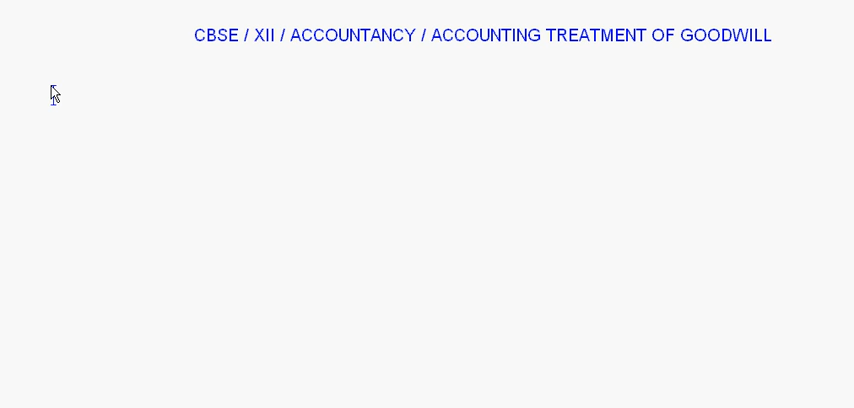 CBSE / XII / ACCOUNTANCY / ACCOUNTING TREATMENT OF GOODWILL